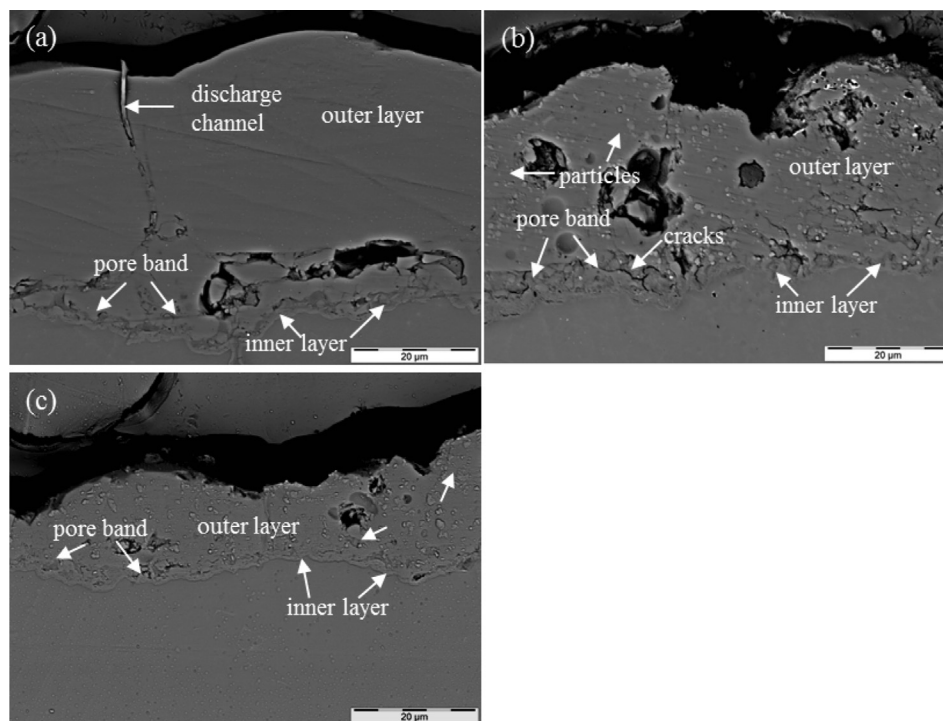 (a)
discharge
channel
outer layer
pore band
inner layer
20 µm
(b)
outer layer
particles
pore band
cracks
inner layer
20 µm
(c)
outer layer
pore band
inner layer
20 µm